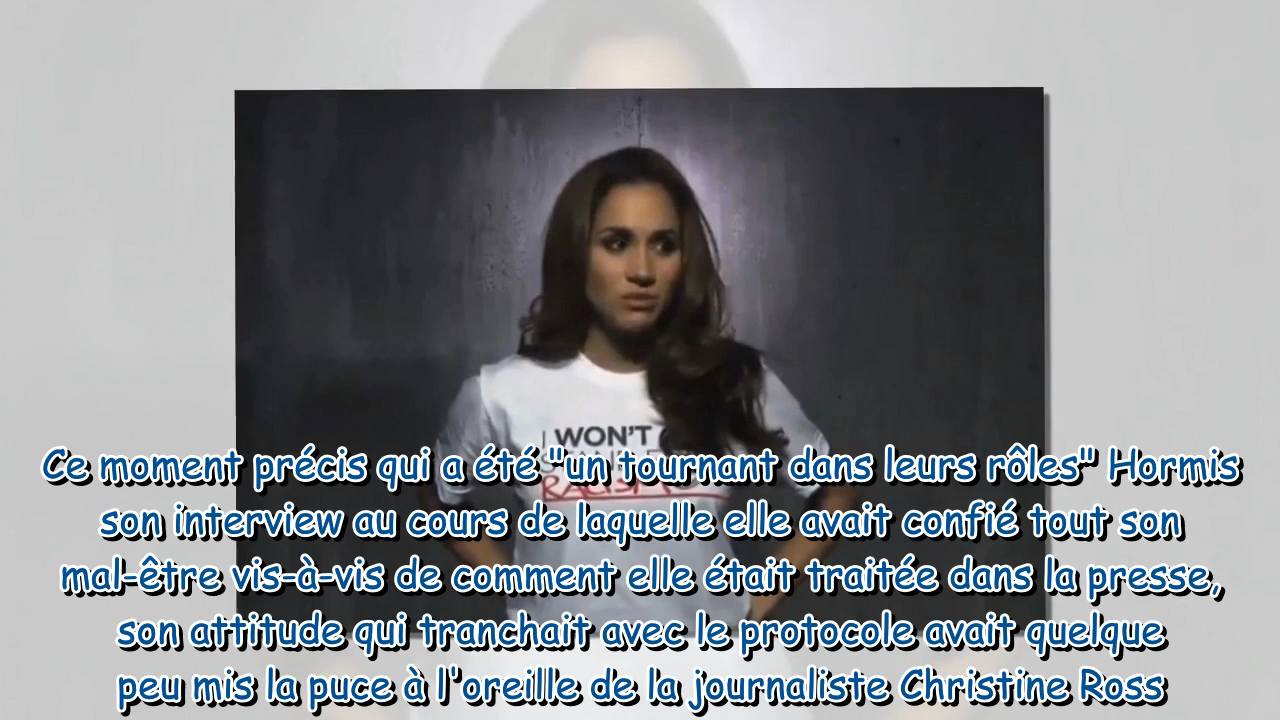 I WON'T
Ce moment précis qui a été "un tournant dans leurs rôles" Hormis
son interview au cours de laquelle elle avait confié tout son
mal-être vis-à-vis de comment elle était traitée dans la presse,
son attitude qui tranchait avec le protocole avait quelque
peu mis la puce à l'oreille de la journaliste Christine Ross